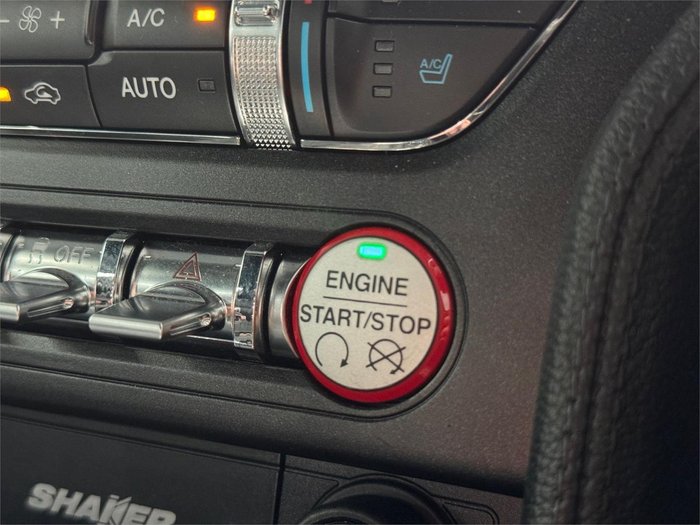 A/C
AUTO
A/C
OFF
ENGINE
START/STOP
SHAKER